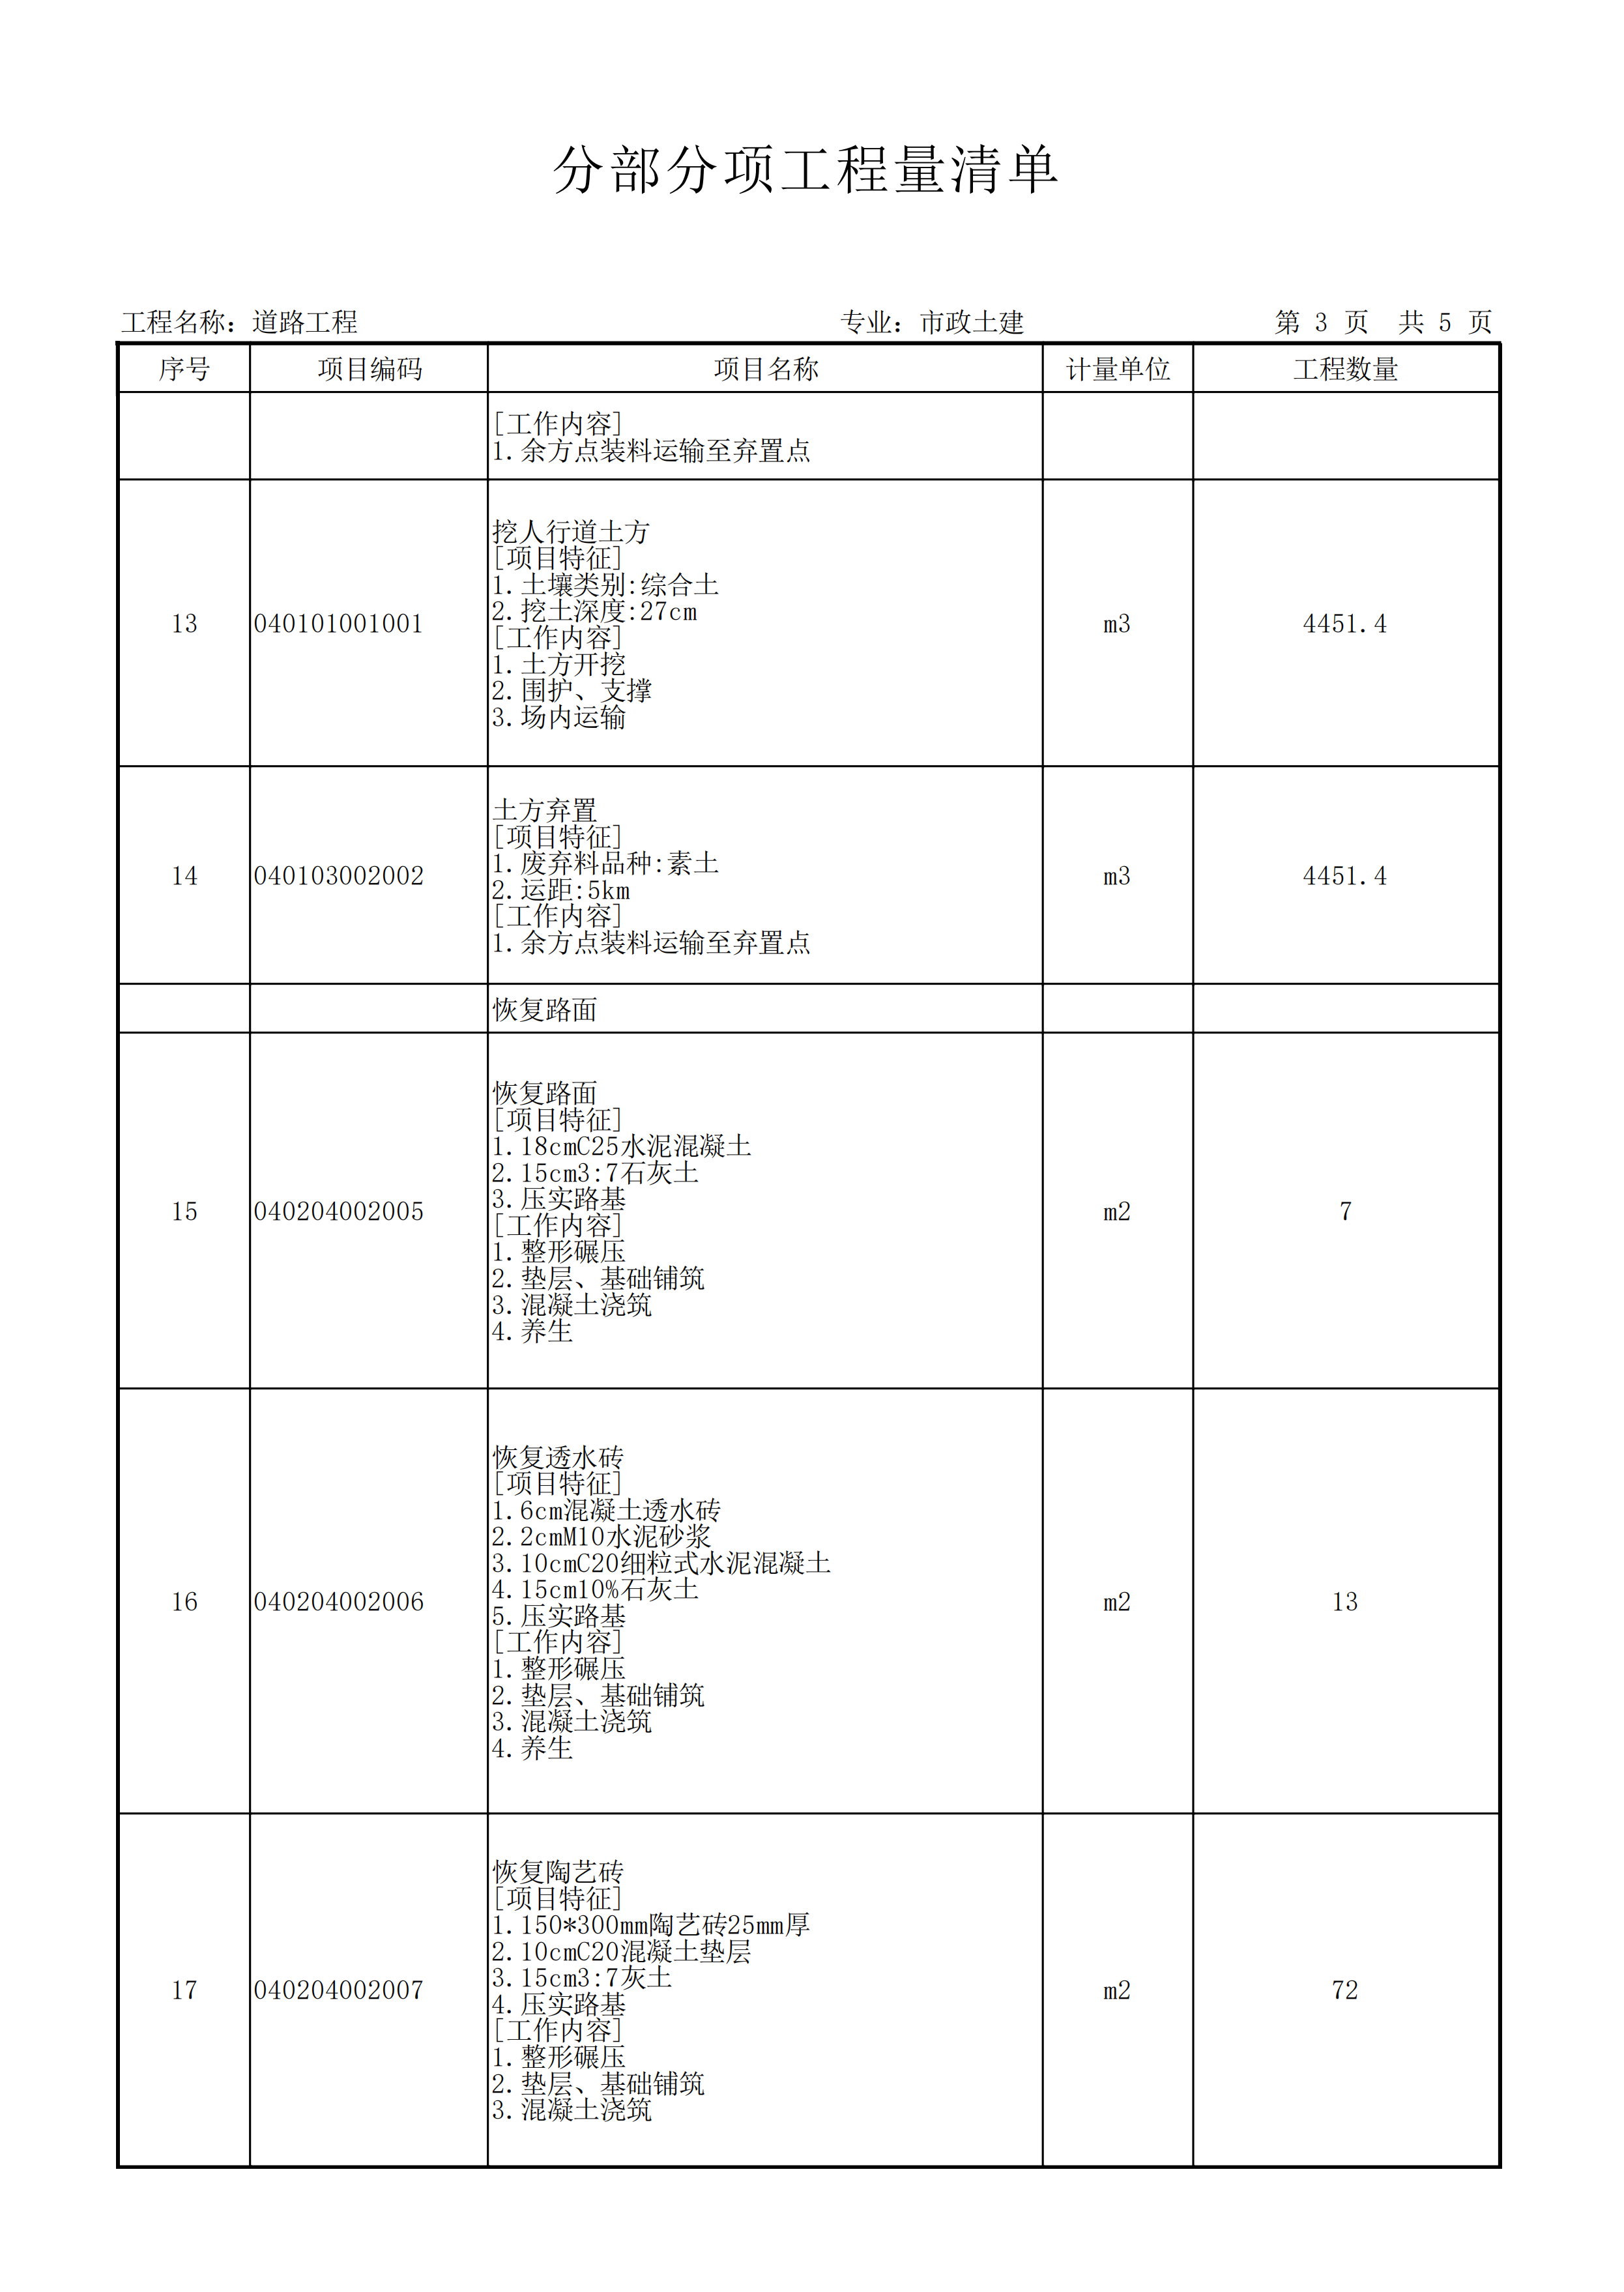 分部分项工程量清单
工程名称：道路工程 专业：市政土建 第 3 页 共 5 页
序号 项目编码 项目名称 计量单位 工程数量
[工作内容]
1.余方点装料运输至弃置点
挖人行道土方
[项目特征]
1.土壤类别:综合土
2.挖土深度:27cm
[工作内容]
13 040101001001 m3 4451.4
1.土方开挖
2.围护、支撑
3.场内运输
土方弃置
[项目特征]
1.废弃料品种:素土
14 040103002002 m3 4451.4
2.运距:5km
[工作内容]
1.余方点装料运输至弃置点
恢复路面
恢复路面
[项目特征]
1.18cmC25水泥混凝土
2.15cm3:7石灰土
3.压实路基
15 040204002005 m2 7
[工作内容]
1.整形碾压
2.垫层、基础铺筑
3.混凝土浇筑
4.养生
恢复透水砖
[项目特征]
1.6cm混凝土透水砖
2.2cmM10水泥砂浆
3.10cmC20细粒式水泥混凝土
4.15cm10%石灰土
16 040204002006 m2 13
5.压实路基
[工作内容]
1.整形碾压
2.垫层、基础铺筑
3.混凝土浇筑
4.养生
恢复陶艺砖
[项目特征]
1.150*300mm陶艺砖25mm厚
2.10cmC20混凝土垫层
3.15cm3:7灰土
17 040204002007 m2 72
4.压实路基
[工作内容]
1.整形碾压
2.垫层、基础铺筑
3.混凝土浇筑